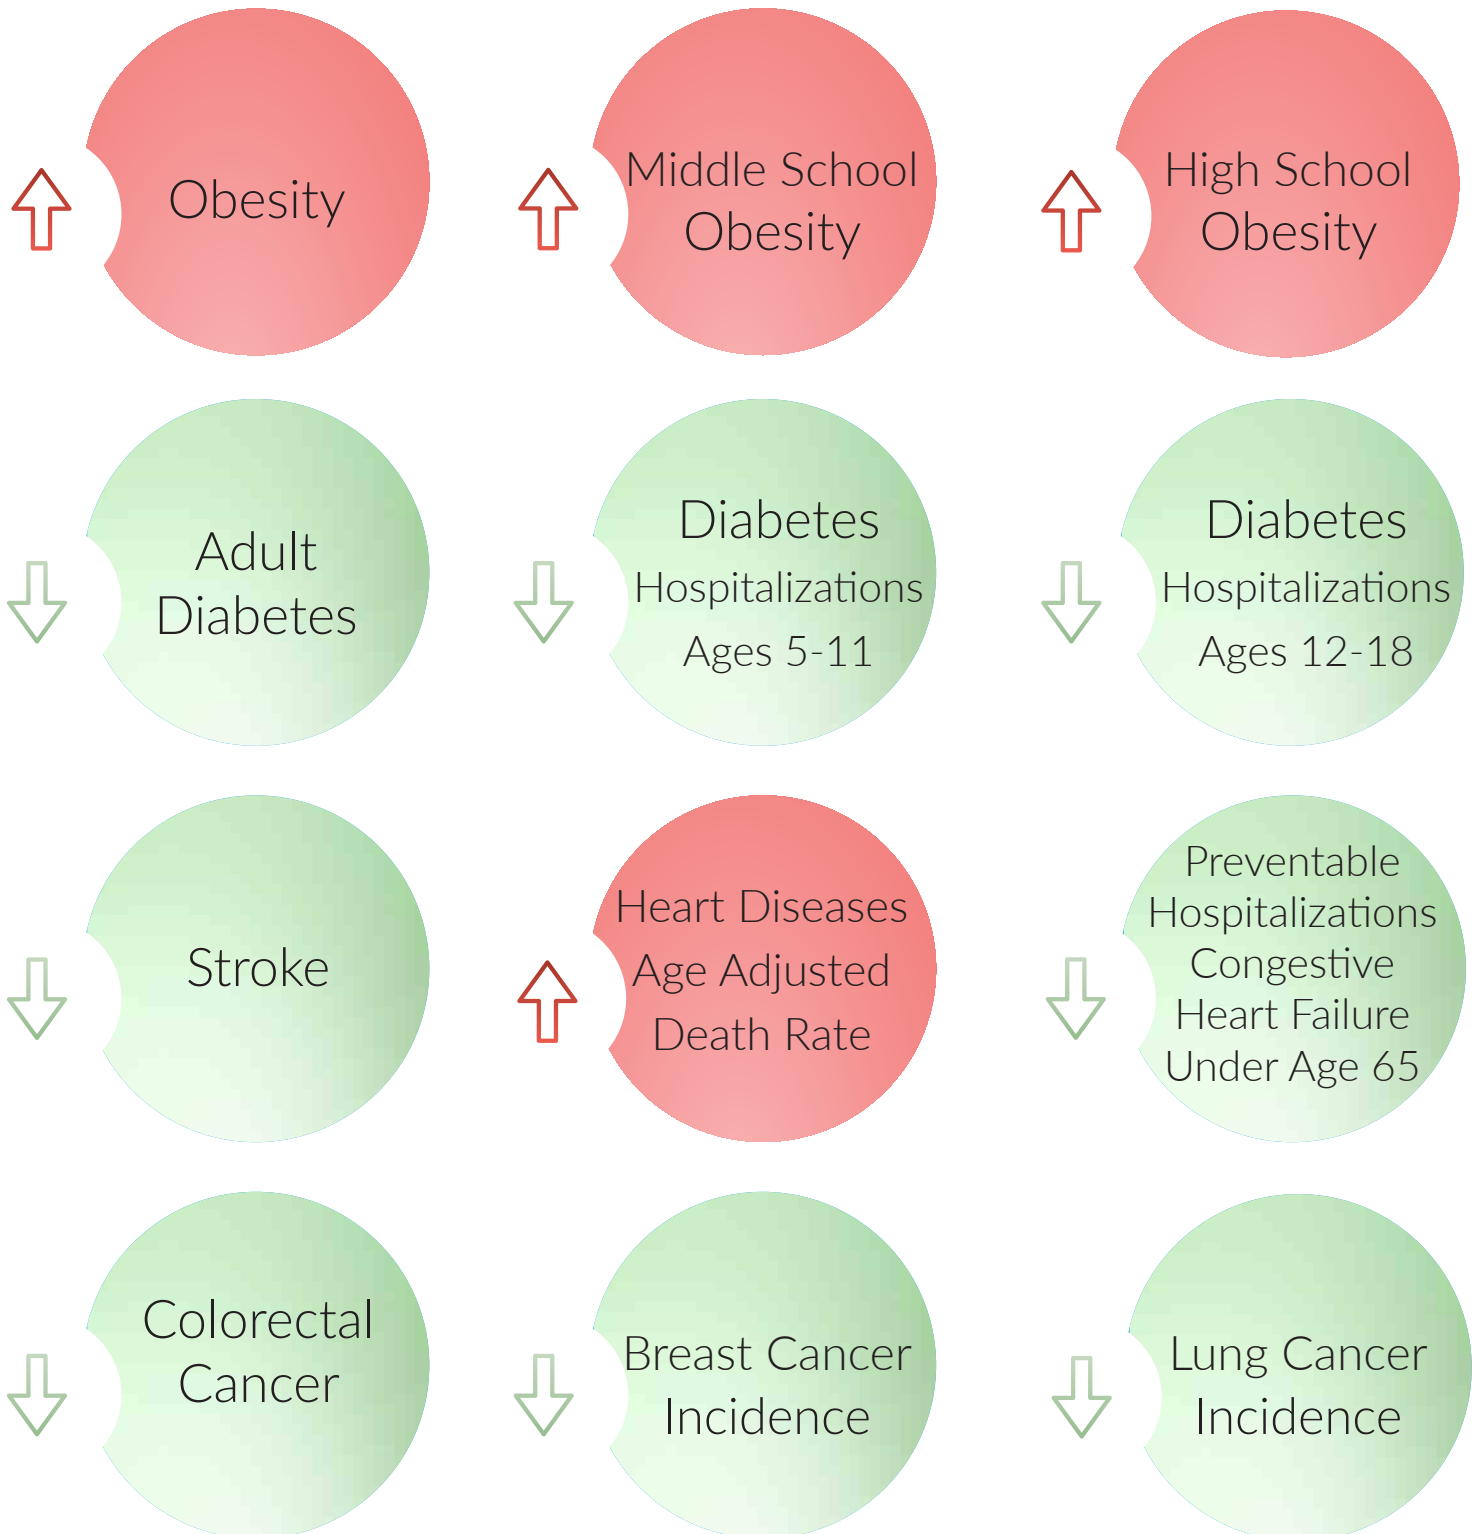 Obesity
Middle School
Obesity
High School
Obesity
Adult
Diabetes
Diabetes
Hospitalizations
Ages 5-11
Diabetes
Hospitalizations
Ages 12-18
Stroke
Heart Diseases
Age Adjusted
Death Rate
Preventable
Hospitalizations
Congestive
Heart Failure
Under Age 65
Colorectal
Cancer
Breast Cancer
Incidence
Lung Cancer
Incidence